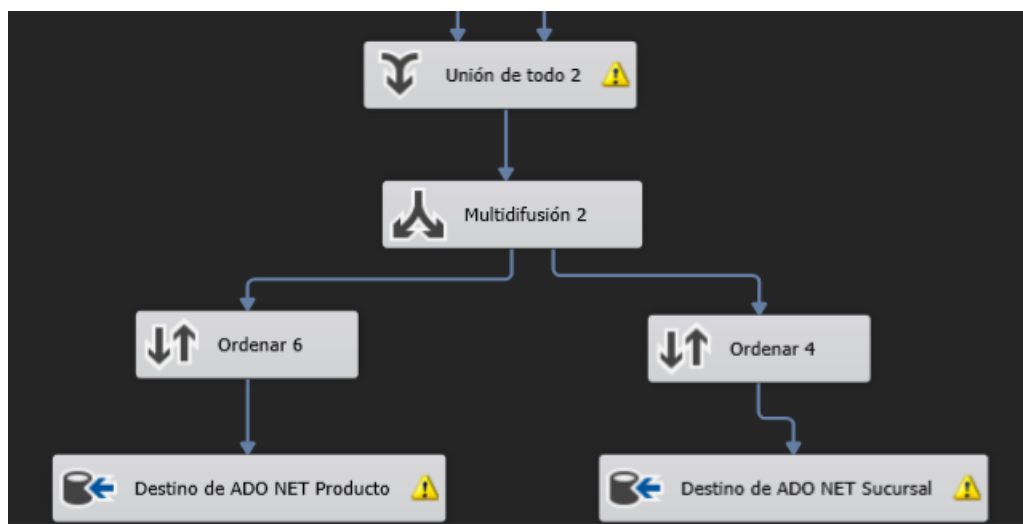 Unión de todo 2
Multidifusión 2
Ordenar 6
Ordenar 4
Destino de ADO NET Producto
Destino de ADO NET Sucursal